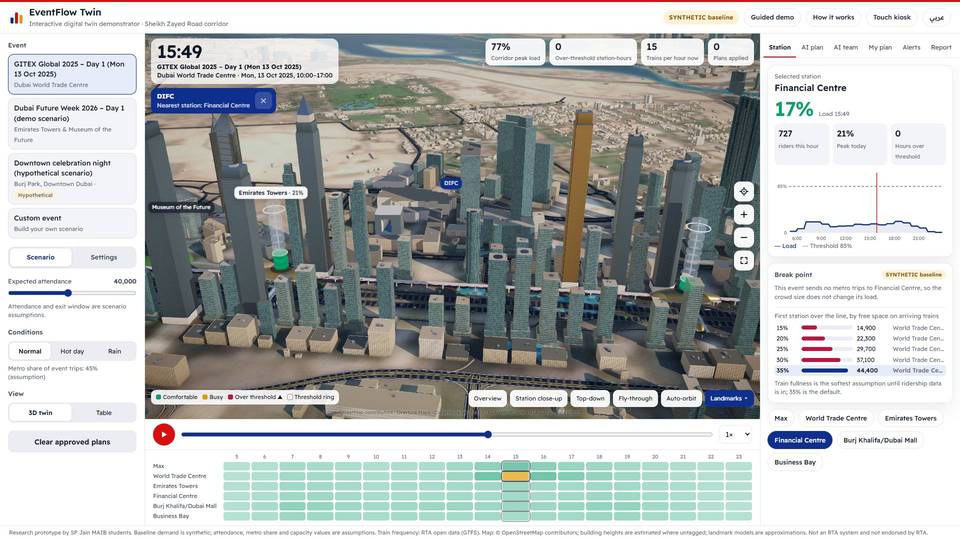 EventFlow Twin
Interactive digital twin demonstrator · Sheikh Zayed Road corridor
SYNTHETIC baseline
Guided demo
How it works
Touch kiosk
عربي
Event
GITEX Global 2025 – Day 1 (Mon
13 Oct 2025)
Dubai World Trade Centre
Dubai Future Week 2026 – Day 1
(demo scenario)
Emirates Towers & Museum of the
Future
Downtown celebration night
(hypothetical scenario)
Burj Park, Downtown Dubai ·
Hypothetical
Custom event
Build your own scenario
Scenario
Settings
Expected attendance 40,000
Attendance and exit window are scenario
assumptions.
Conditions
Normal
Hot day
Rain
Metro share of event trips: 45%
(assumption)
View
3D twin
Table
Clear approved plans
15:49
GITEX Global 2025 – Day 1 (Mon 13 Oct 2025)
Dubai World Trade Centre · Mon, 13 Oct 2025, 10:00–17:00
DIFC
Nearest station: Financial Centre
×
77%
Corridor peak load
0
Over-threshold station-hours
15
Trains per hour now
0
Plans applied
Emirates Towers · 21%
Museum of the Future
DIFC
+
−
Comfortable
Busy
Over threshold ▲
Threshold ring
Overview
Station close-up
Top-down
Fly-through
Auto-orbit
Landmarks
1×
5 6 7 8 9 10 11 12 13 14 15 16 17 18 19 20 21 22 23
Max
World Trade Centre
Emirates Towers
Financial Centre
Burj Khalifa/Dubai Mall
Business Bay
Station
AI plan
AI team
My plan
Alerts
Report
Selected station
Financial Centre
17% Load 15:49
727
riders this hour
21%
Peak today
0
Hours over
threshold
85%
6:00 9:00 12:00 15:00 18:00 21:00
— Load --- Threshold 85%
Break point
SYNTHETIC baseline
This event sends no metro trips to Financial Centre, so the
crowd size does not change its load.
First station over the line, by free space on arriving trains
15% 14,900 World Trade Cen...
20% 22,300 World Trade Cen...
25% 29,700 World Trade Cen...
30% 37,100 World Trade Cen...
35% 44,400 World Trade Ce...
Train fullness is the softest assumption until ridership data
is in; 35% is the default.
Max
World Trade Centre
Emirates Towers
Financial Centre
Burj Khalifa/Dubai Mall
Business Bay
Research prototype by SP Jain MAIB students. Baseline demand is synthetic; attendance, metro share and capacity values are assumptions. Train frequency: RTA open data (GTFS). Map: © OpenStreetMap contributors; building heights are estimated where untagged; landmark models are approximations. Not an RTA system and not endorsed by RTA.